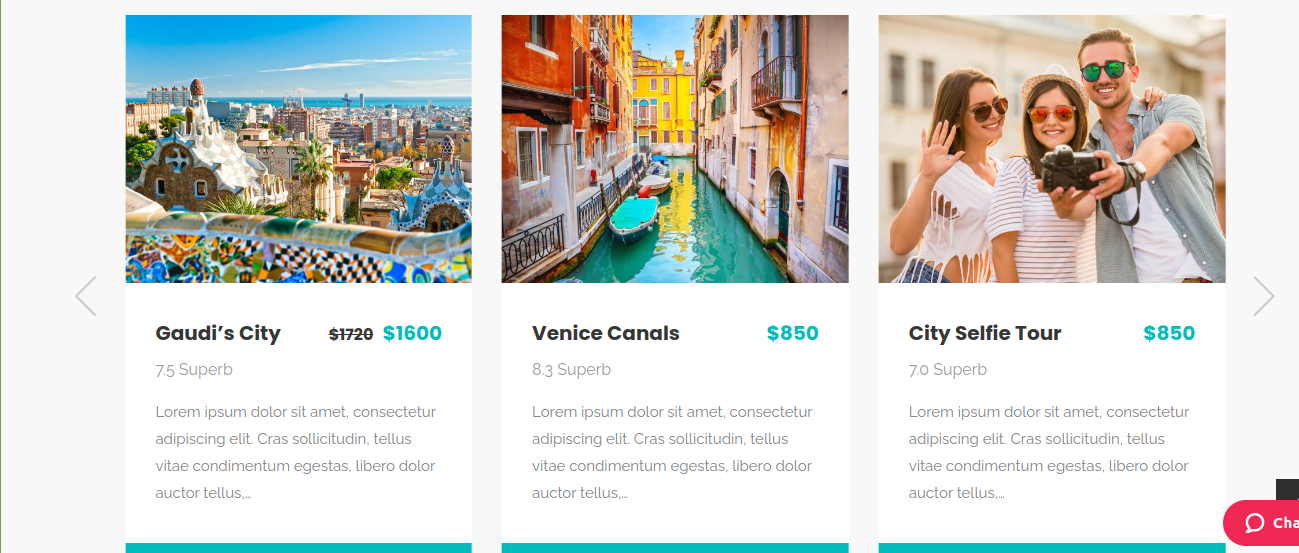 Gaudi's City $1720 $1600
7.5 Superb
Lorem ipsum dolor sit amet, consectetur
adipiscing elit. Cras sollicitudin, tellus
vitae condimentum egestas, libero dolor
auctor tellus,...
Venice Canals $850
8.3 Superb
Lorem ipsum dolor sit amet, consectetur
adipiscing elit. Cras sollicitudin, tellus
vitae condimentum egestas, libero dolor
auctor tellus,...
City Selfie Tour $850
7.0 Superb
Lorem ipsum dolor sit amet, consectetur
adipiscing elit. Cras sollicitudin, tellus
vitae condimentum egestas, libero dolor
auctor tellus,...
Cha